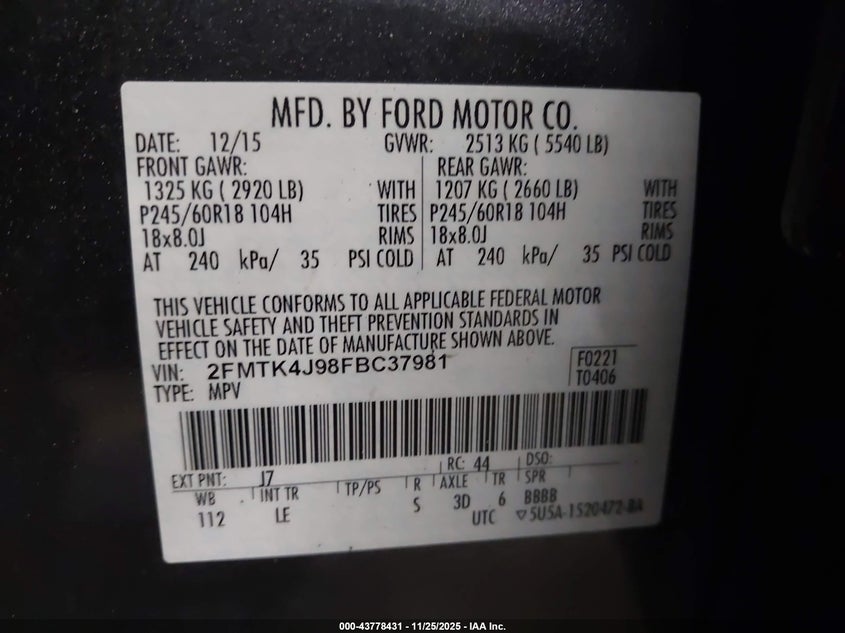 MFD. BY FORD MOTOR CO.
DATE: 12/15 GVWR: 2513 KG ( 5540 LB)
FRONT GAWR: REAR GAWR:
1325 KG ( 2920 LB) WITH 1207 KG ( 2660 LB) WITH
P245/60R18 104H TIRES P245/60R18 104H TIRES
18x8.0J RIMS 18x8.0J RIMS
AT 240 kPa/ 35 PSI COLD AT 240 kPa/ 35 PSI COLD
THIS VEHICLE CONFORMS TO ALL APPLICABLE FEDERAL MOTOR
VEHICLE SAFETY AND THEFT PREVENTION STANDARDS IN
EFFECT ON THE DATE OF MANUFACTURE SHOWN ABOVE.
VIN: 2FMTK4J98FBC37981 F0221
TYPE: MPV T0406
EXT PNT: J7 RC: 44 DSO:
WB INT TR TP/PS R AXLE TR SPR
112 LE S 3D 6 BBBB
UTC ▽5U5A-1520472-BA
000-43778431 - 11/25/2025 - IAA Inc.